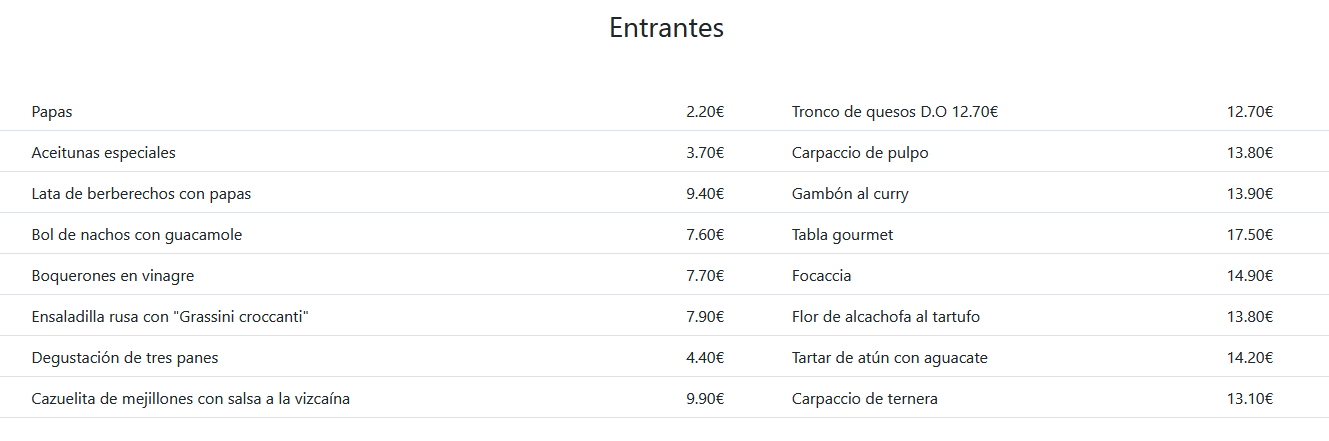 Entrantes
Papas 2.20€
Aceitunas especiales 3.70€
Lata de berberechos con papas 9.40€
Bol de nachos con guacamole 7.60€
Boquerones en vinagre 7.70€
Ensaladilla rusa con "Grassini croccanti" 7.90€
Degustación de tres panes 4.40€
Cazuelita de mejillones con salsa a la vizcaína 9.90€
Tronco de quesos D.O 12.70€ 12.70€
Carpaccio de pulpo 13.80€
Gambón al curry 13.90€
Tabla gourmet 17.50€
Focaccia 14.90€
Flor de alcachofa al tartufo 13.80€
Tartar de atún con aguacate 14.20€
Carpaccio de ternera 13.10€